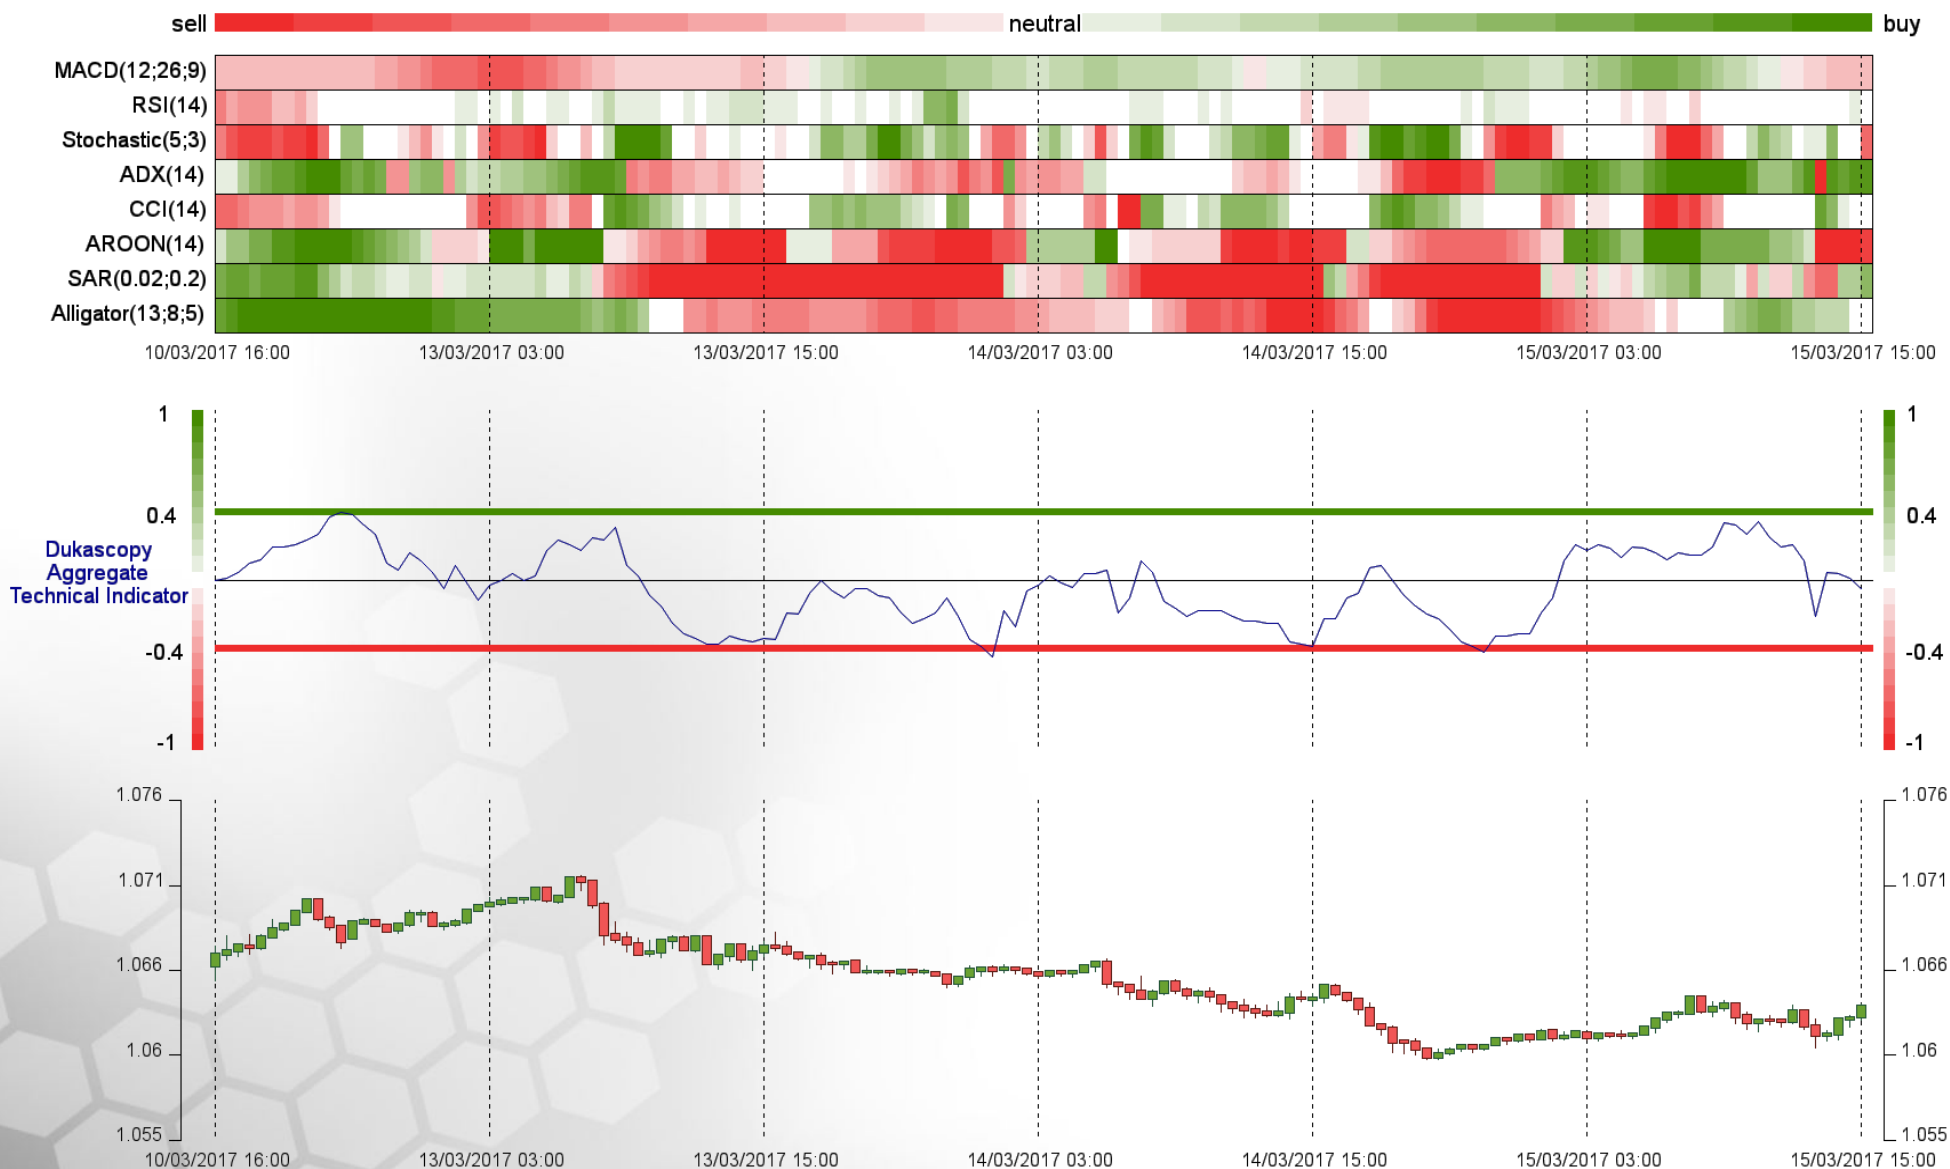 sell neutral buy
MACD(12;26;9)
RSI(14)
Stochastic(5;3)
ADX(14)
CCI(14)
AROON(14)
SAR(0.02;0.2)
Alligator(13;8;5)
10/03/2017 16:00 13/03/2017 03:00 13/03/2017 15:00 14/03/2017 03:00 14/03/2017 15:00 15/03/2017 03:00 15/03/2017 15:00
1 1
0.4 0.4
Dukascopy
Aggregate
Technical Indicator
-0.4 -0.4
-1 -1
1.076 1.076
1.071 1.071
1.066 1.066
1.06 1.06
1.055 1.055
10/03/2017 16:00 13/03/2017 03:00 13/03/2017 15:00 14/03/2017 03:00 14/03/2017 15:00 15/03/2017 03:00 15/03/2017 15:00